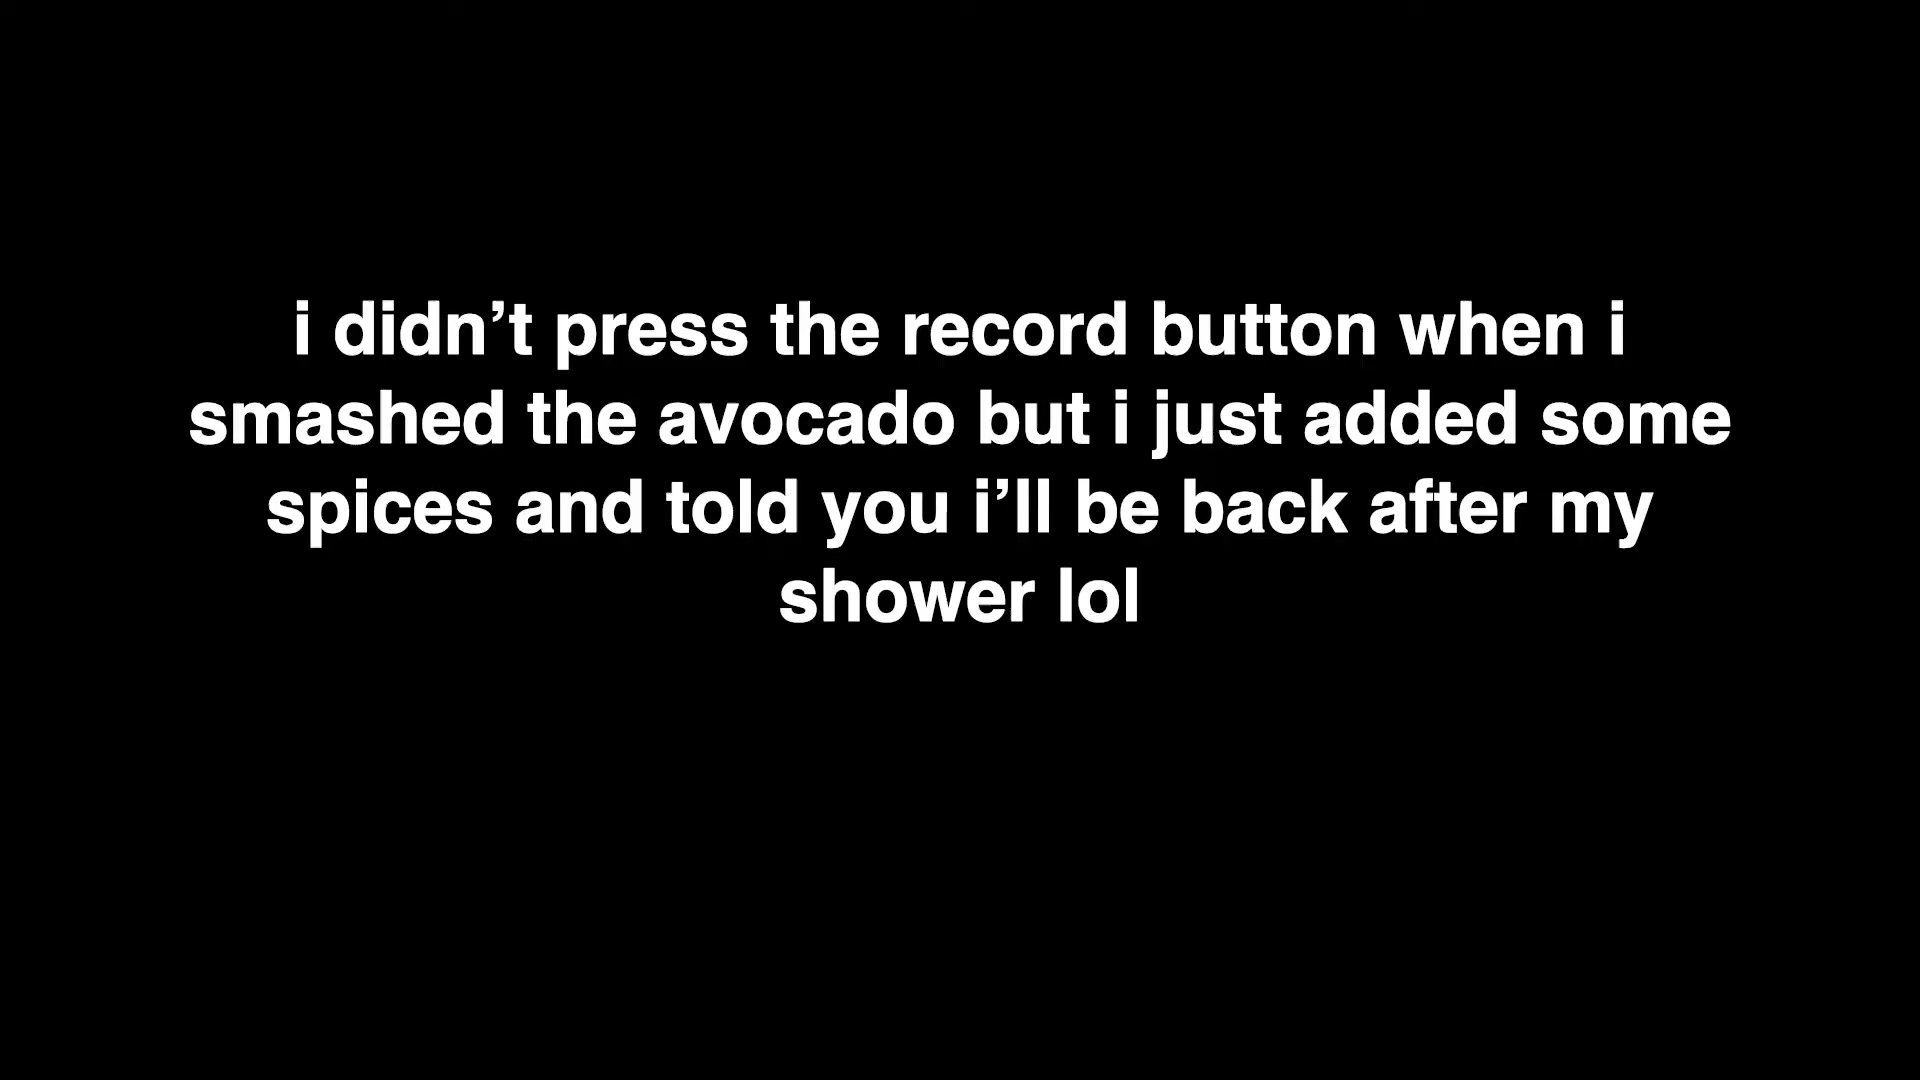 i didn’t press the record button when i
smashed the avocado but i just added some
spices and told you i’ll be back after my
shower lol